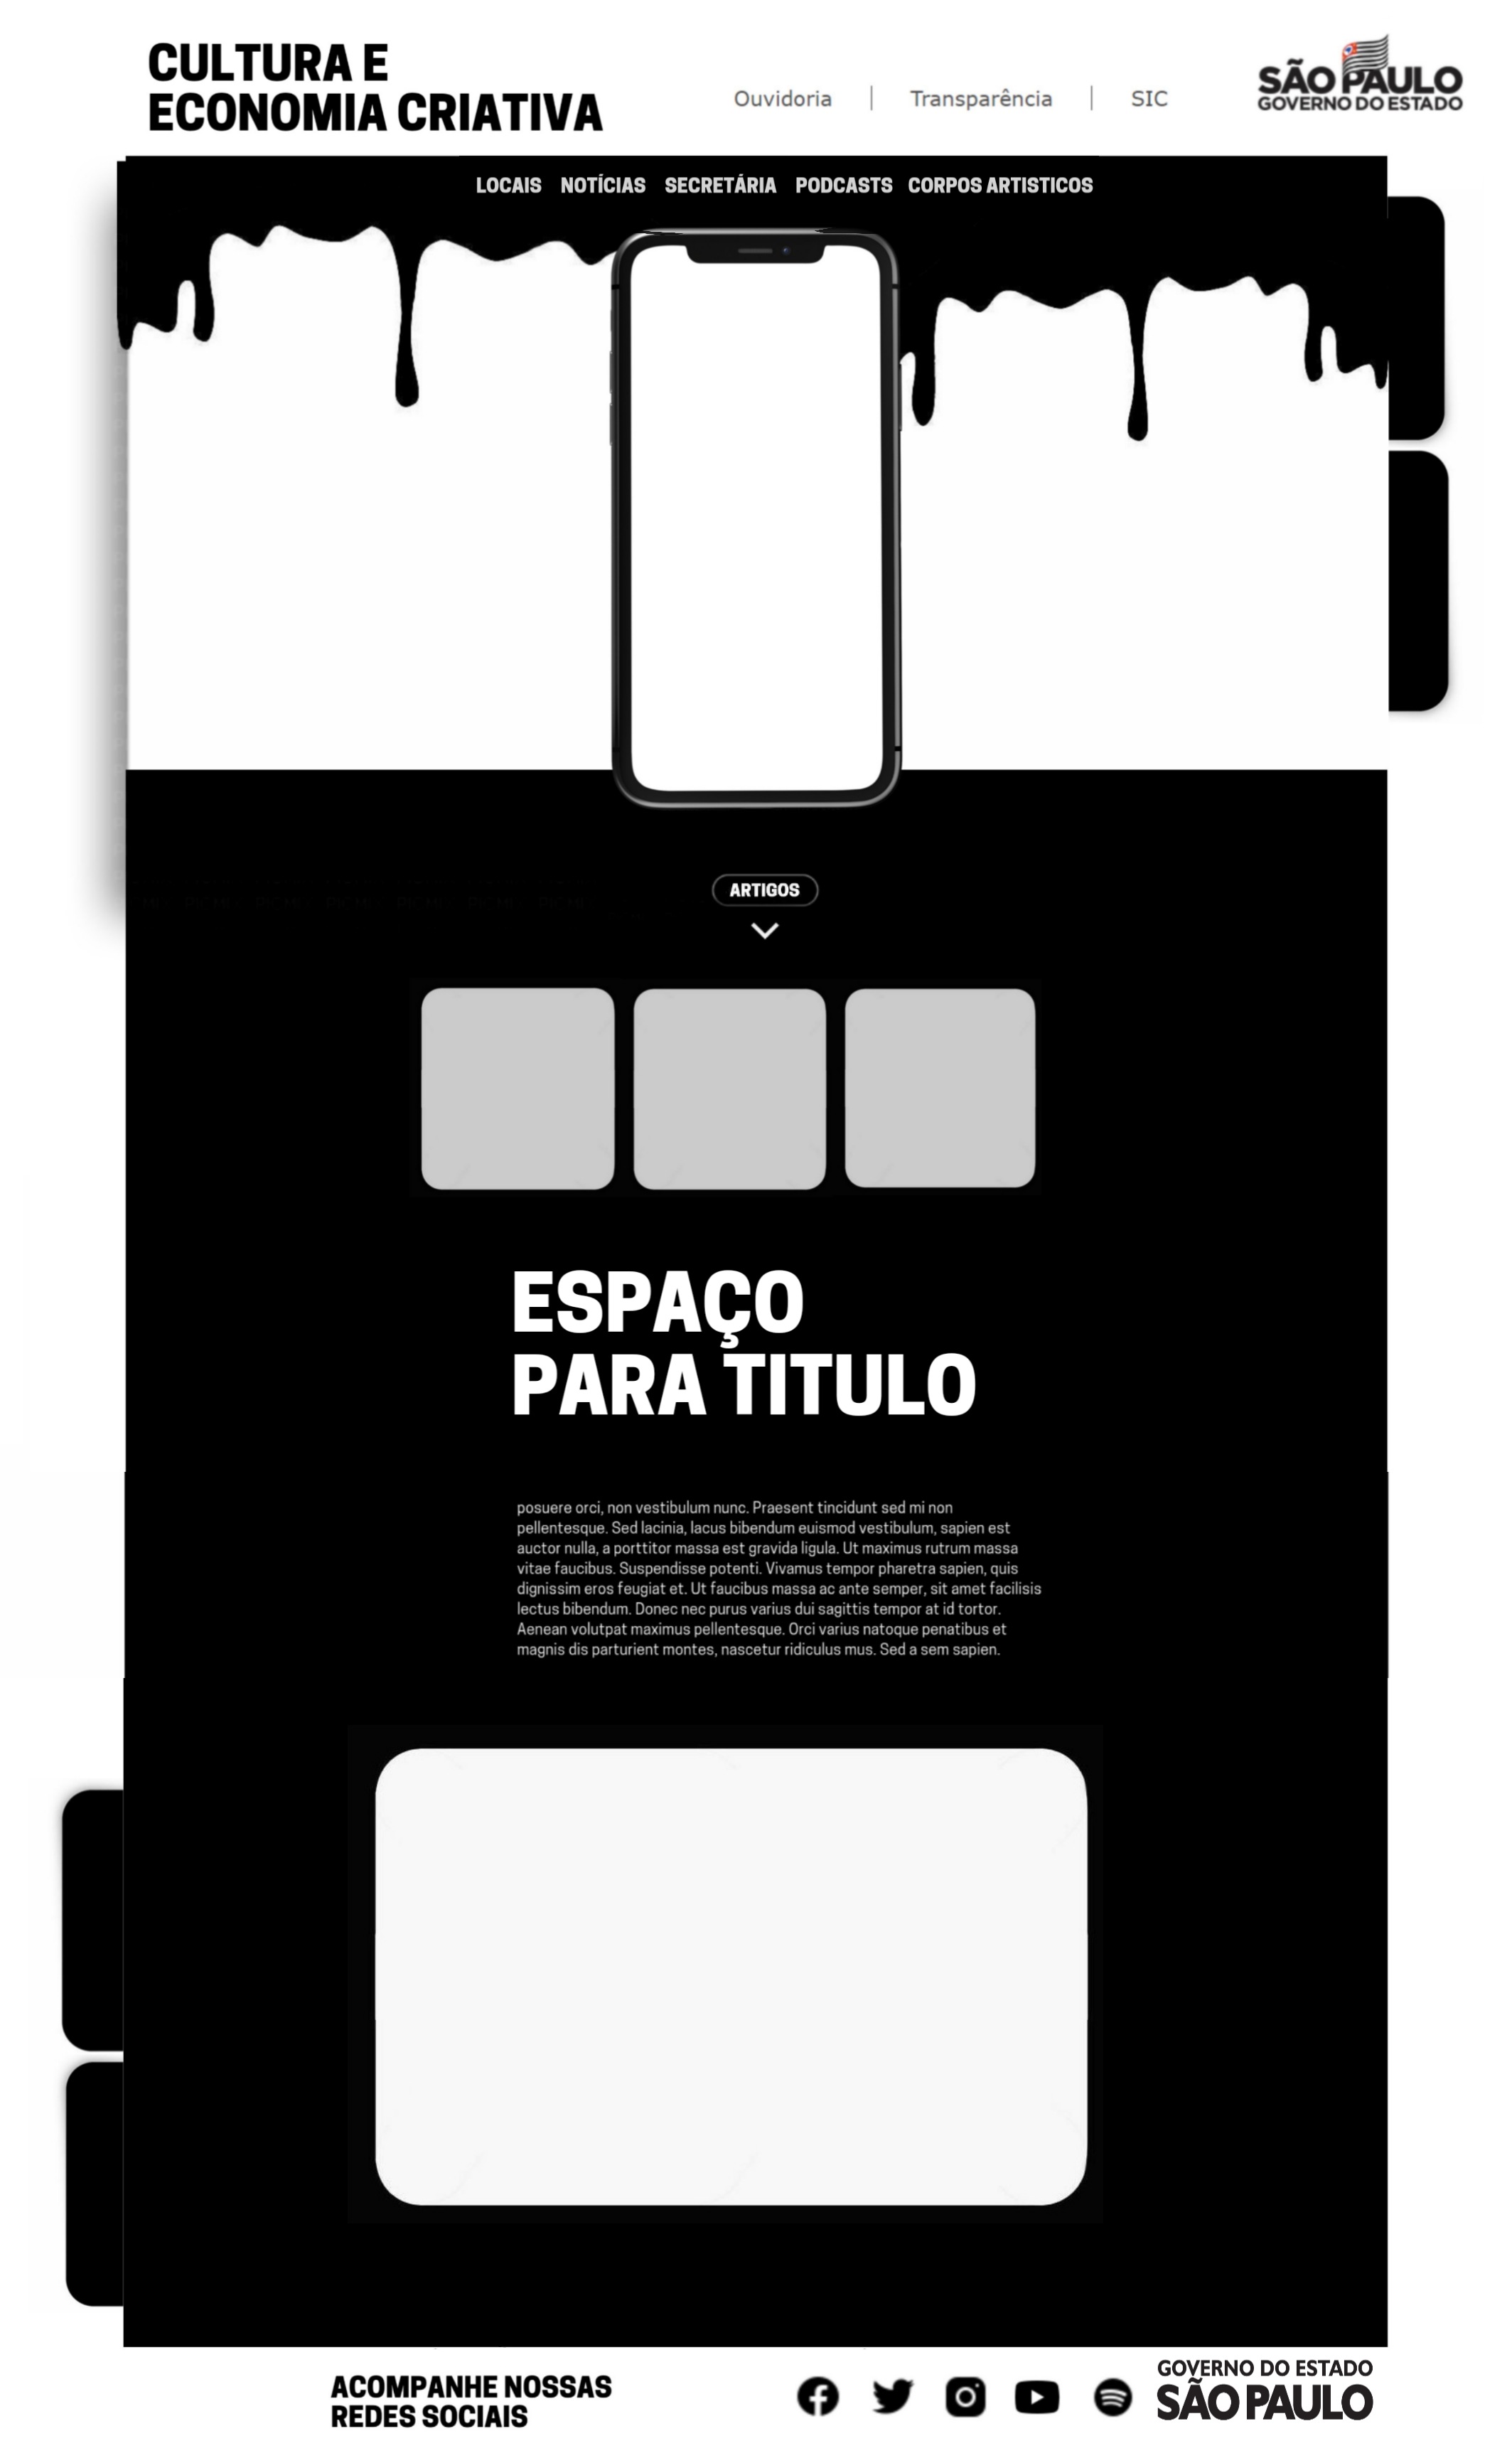 CULTURA E
ECONOMIA CRIATIVA
Ouvidoria | Transparência | SIC
SÃO PAULO
GOVERNO DO ESTADO
LOCAIS NOTÍCIAS SECRETÁRIA PODCASTS CORPOS ARTISTICOS
ARTIGOS
ESPAÇO
PARA TITULO
posuere orci, non vestibulum nunc. Praesent tincidunt sed mi non
pellentesque. Sed lacinia, lacus bibendum euismod vestibulum, sapien est
auctor nulla, a porttitor massa est gravida ligula. Ut maximus rutrum massa
vitae faucibus. Suspendisse potenti. Vivamus tempor pharetra sapien, quis
dignissim eros feugiat et. Ut faucibus massa ac ante semper, sit amet facilisis
lectus bibendum. Donec nec purus varius dui sagittis tempor at id tortor.
Aenean volutpat maximus pellentesque. Orci varius natoque penatibus et
magnis dis parturient montes, nascetur ridiculus mus. Sed a sem sapien.
ACOMPANHE NOSSAS
REDES SOCIAIS
GOVERNO DO ESTADO
SÃO PAULO